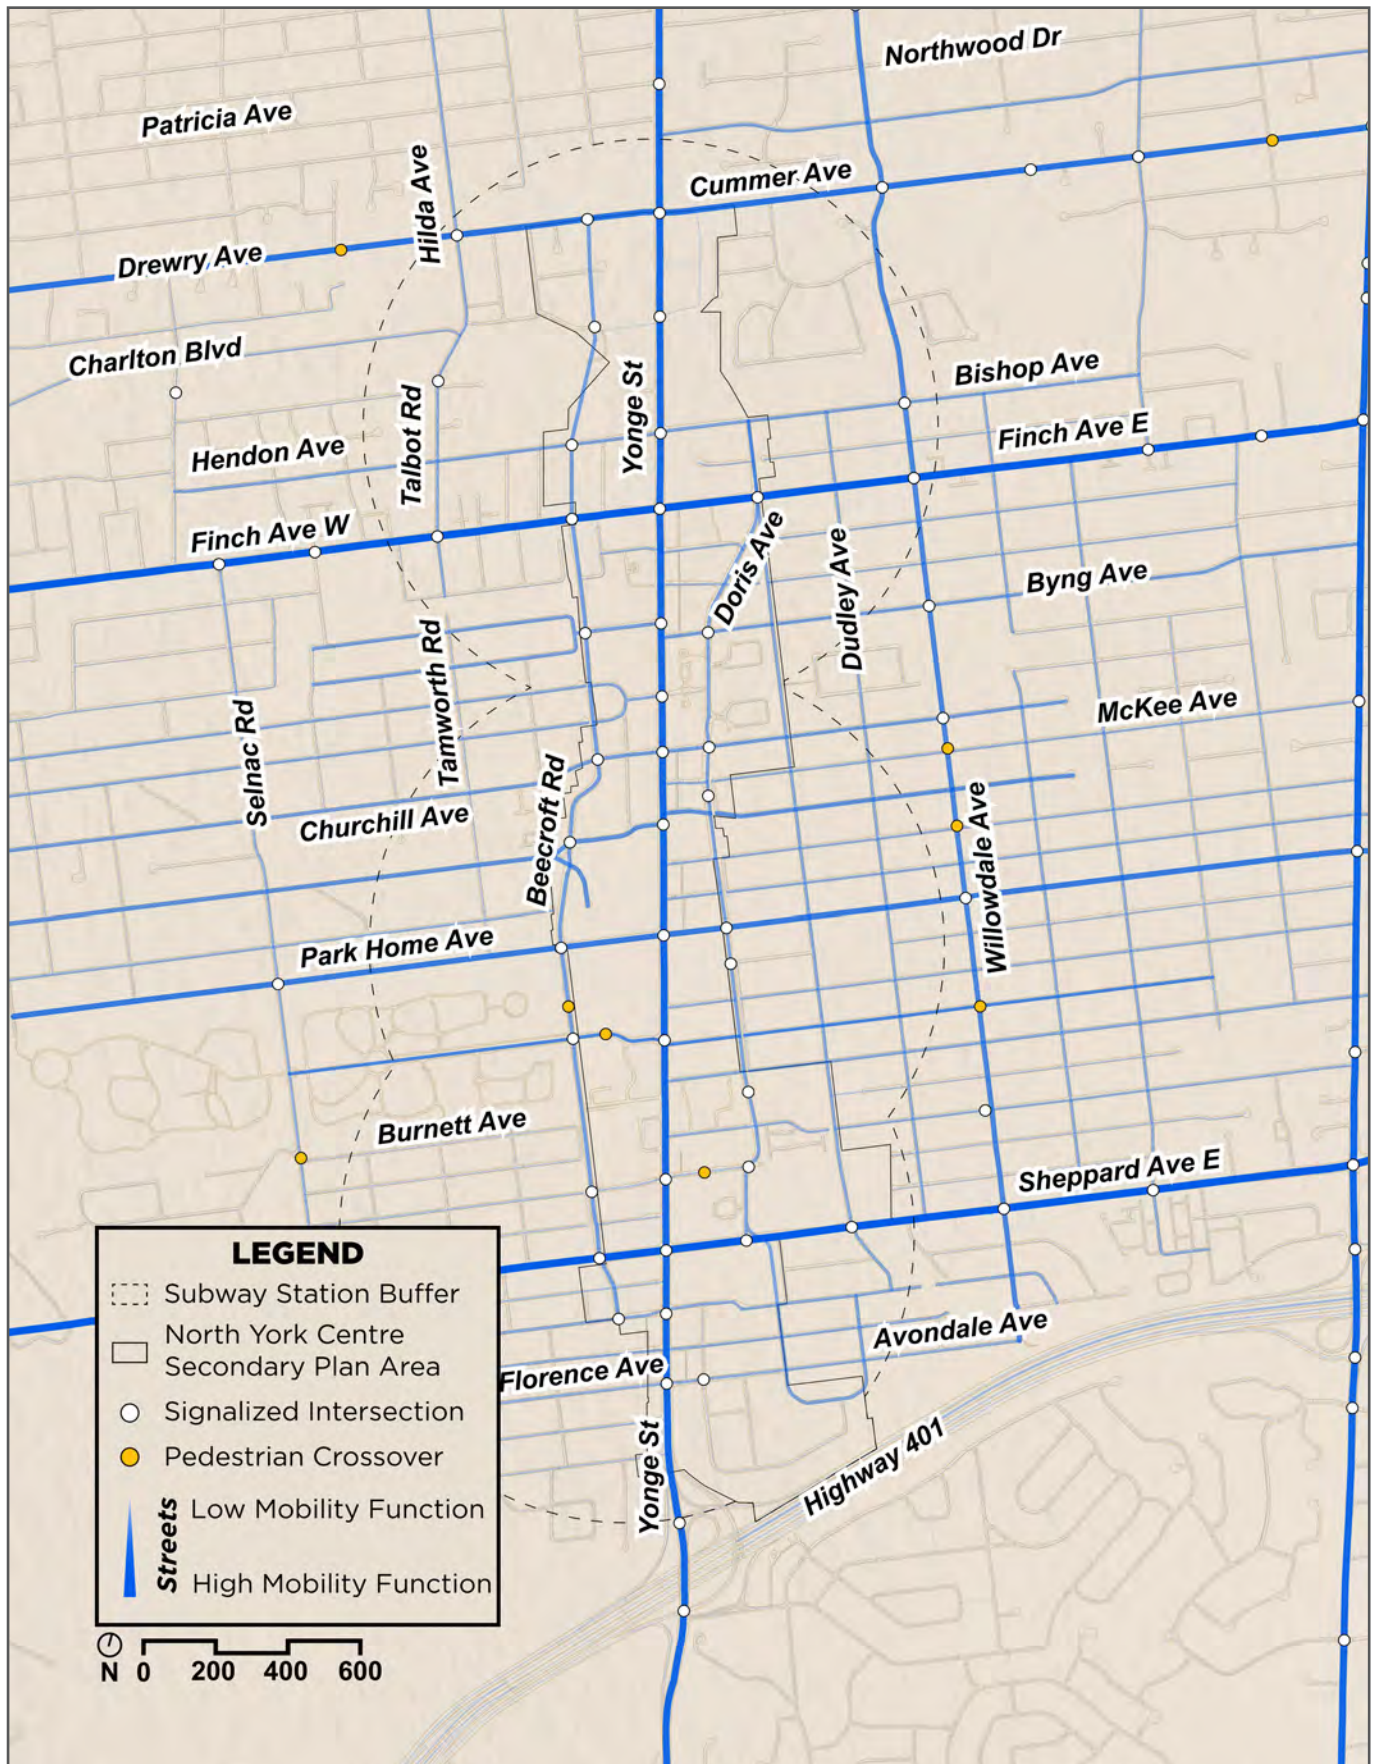 Northwood Dr
Patricia Ave
Hilda Ave
Cummer Ave
Drewry Ave
Charlton Blvd
Yonge St
Bishop Ave
Talbot Rd
Hendon Ave
Finch Ave E
Finch Ave W
Doris Ave
Dudley Ave
Byng Ave
Tamworth Rd
Selnac Rd
McKee Ave
Beecroft Rd
Churchill Ave
Willowdale Ave
Park Home Ave
Burnett Ave
Sheppard Ave E
Avondale Ave
Florence Ave
Yonge St
Highway 401
LEGEND
Subway Station Buffer
North York Centre
Secondary Plan Area
Signalized Intersection
Pedestrian Crossover
Streets
Low Mobility Function
High Mobility Function
N 0 200 400 600